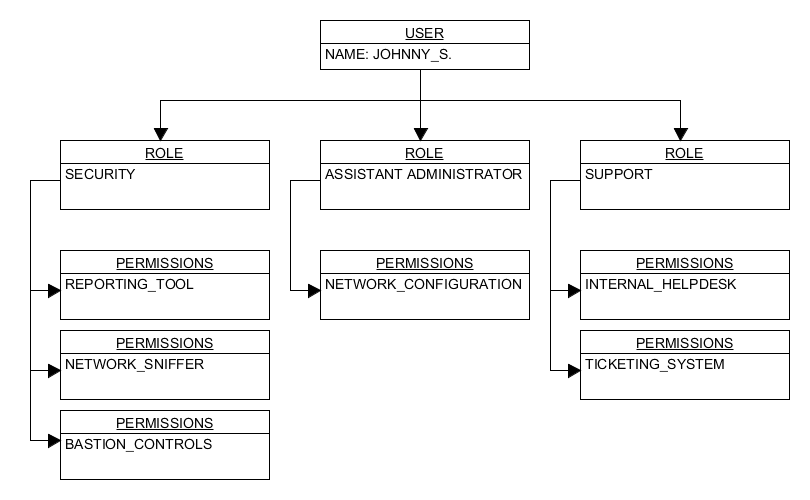 USER
NAME: JOHNNY_S.
ROLE
SECURITY
ROLE
ASSISTANT ADMINISTRATOR
ROLE
SUPPORT
PERMISSIONS
REPORTING_TOOL
PERMISSIONS
NETWORK_SNIFFER
PERMISSIONS
BASTION_CONTROLS
PERMISSIONS
NETWORK_CONFIGURATION
PERMISSIONS
INTERNAL_HELPDESK
PERMISSIONS
TICKETING_SYSTEM